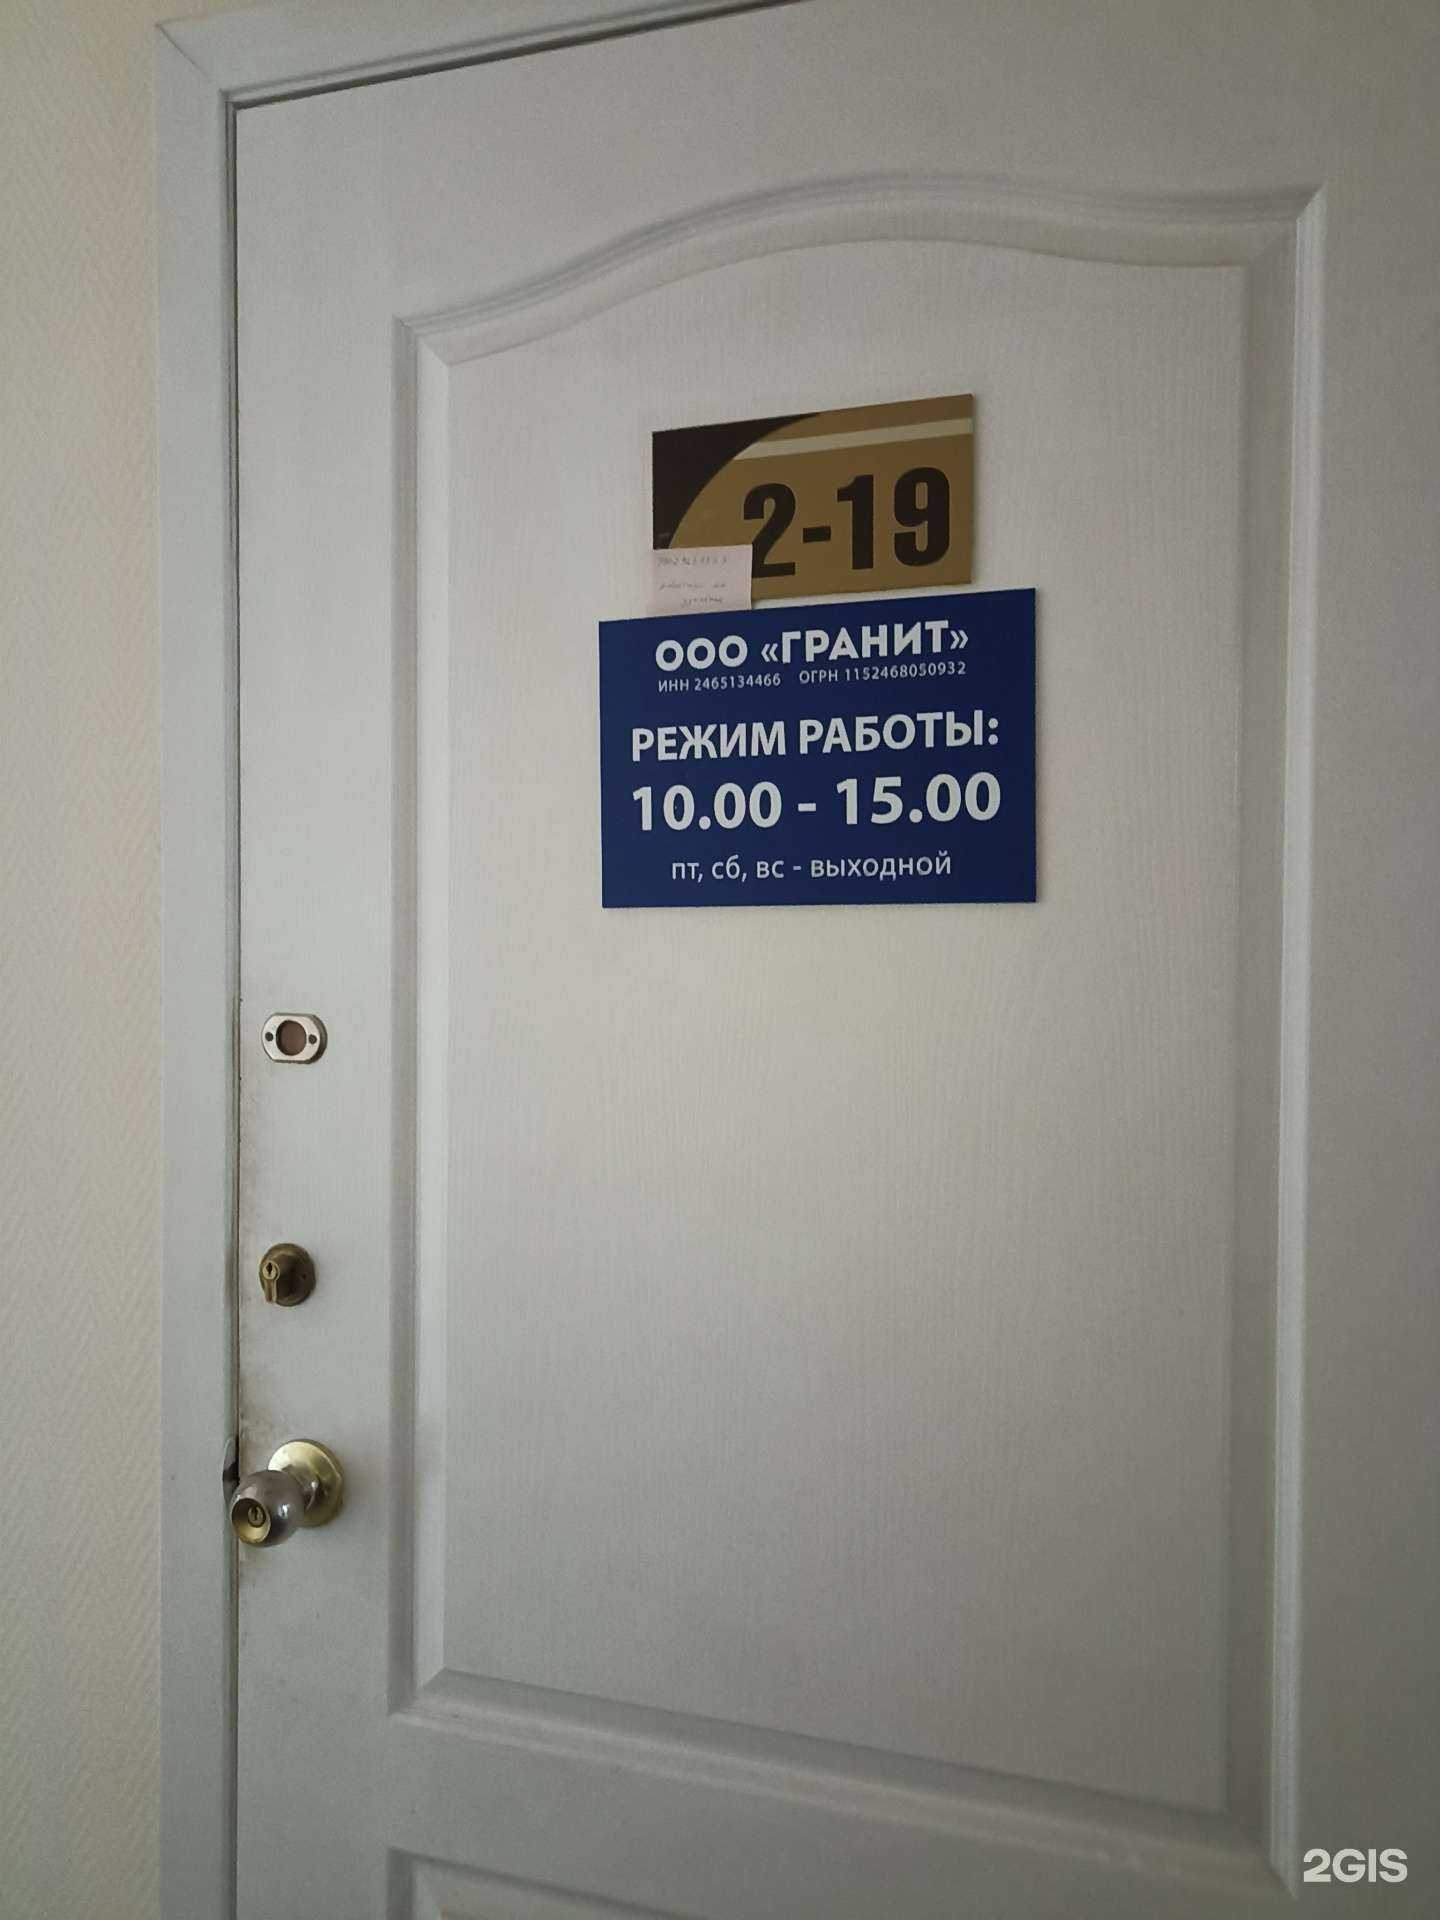 2-19
ООО «ГРАНИТ»
ИНН 2465134466 ОГРН 1152468050932
РЕЖИМ РАБОТЫ:
10.00 - 15.00
пт, сб, вс - выходной
2GIS